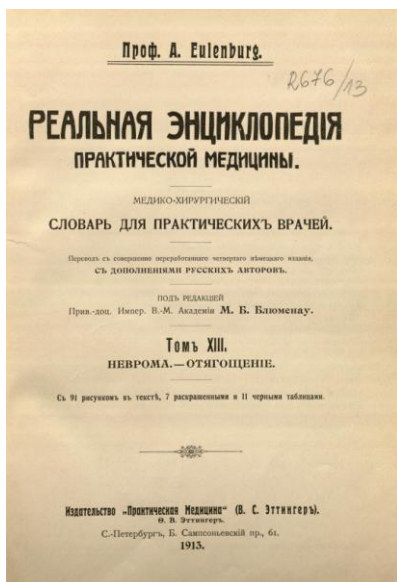 Проф. A. Eulenburg.
R676/13
РЕАЛЬНАЯ ЭНЦИКЛОПЕДІЯ
ПРАКТИЧЕСКОЙ МЕДИЦИНЫ.
МЕДИКО-ХИРУРГИЧЕСКІЙ
СЛОВАРЬ ДЛЯ ПРАКТИЧЕСКИХЪ ВРАЧЕЙ.
Переводъ съ совершенно переработаннаго четвертаго нѣмецкаго изданія,
СЪ ДОПОЛНЕНІЯМИ РУССКИХЪ АВТОРОВЪ.
ПОДЪ РЕДАКЦІЕЙ
Прив.-доц. Импер. В.-М. Академіи М. Б. Блюменау.
Томъ XIII.
НЕВРОМА.—ОТЯГОЩЕНІЕ.
Съ 91 рисункомъ въ текстѣ, 7 раскрашенными и 11 черными таблицами.
Издательство „Практическая Медицина“ (В. С. Эттингеръ).
Ѳ. В. Эттингеръ.
С.-Петербургъ, Б. Сампсоньевскій пр., 61.
1913.